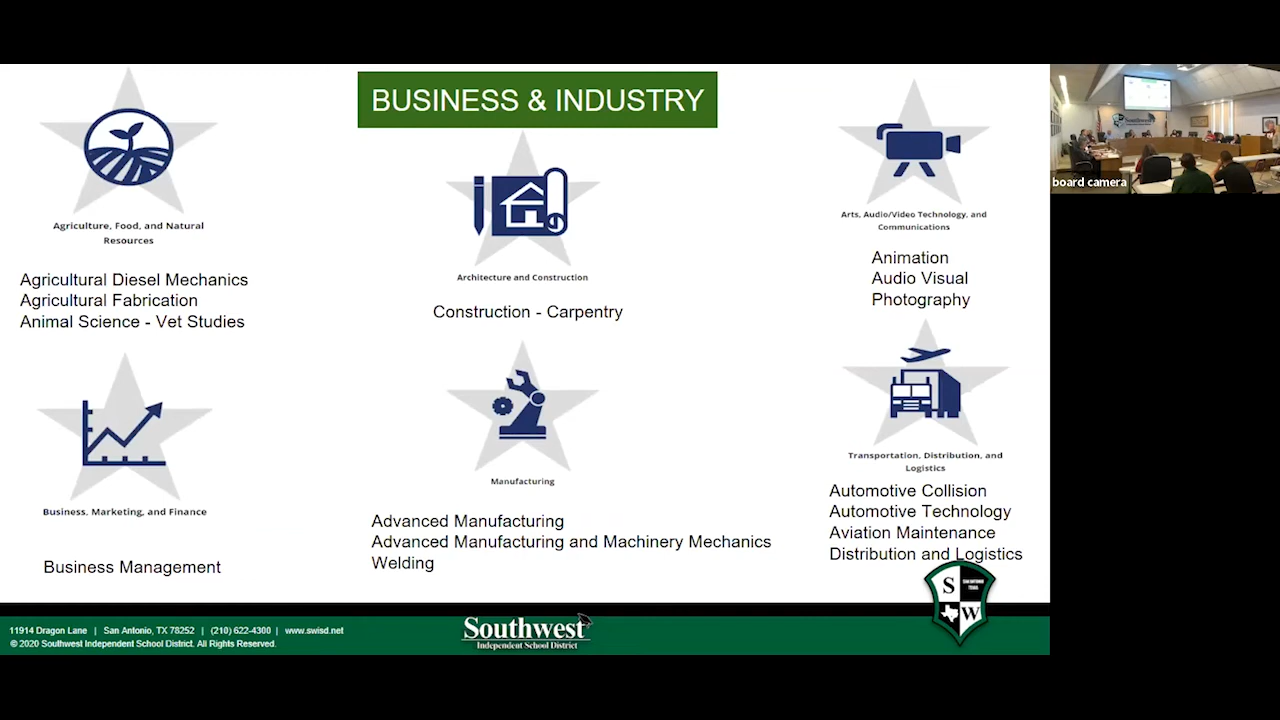 BUSINESS & INDUSTRY
Agriculture, Food, and Natural
Resources
Agricultural Diesel Mechanics
Agricultural Fabrication
Animal Science - Vet Studies
Architecture and Construction
Construction - Carpentry
Arts, Audio/Video Technology, and
Communications
Animation
Audio Visual
Photography
Business, Marketing, and Finance
Business Management
Manufacturing
Advanced Manufacturing
Advanced Manufacturing and Machinery Mechanics
Welding
Transportation, Distribution, and
Logistics
Automotive Collision
Automotive Technology
Aviation Maintenance
Distribution and Logistics
S
SAN ANTONIO
TEXAS
W
11914 Dragon Lane | San Antonio, TX 78252 | (210) 622-4300 | www.swisd.net
© 2020 Southwest Independent School District. All Rights Reserved.
Southwest
Independent School District
Southwest
board camera